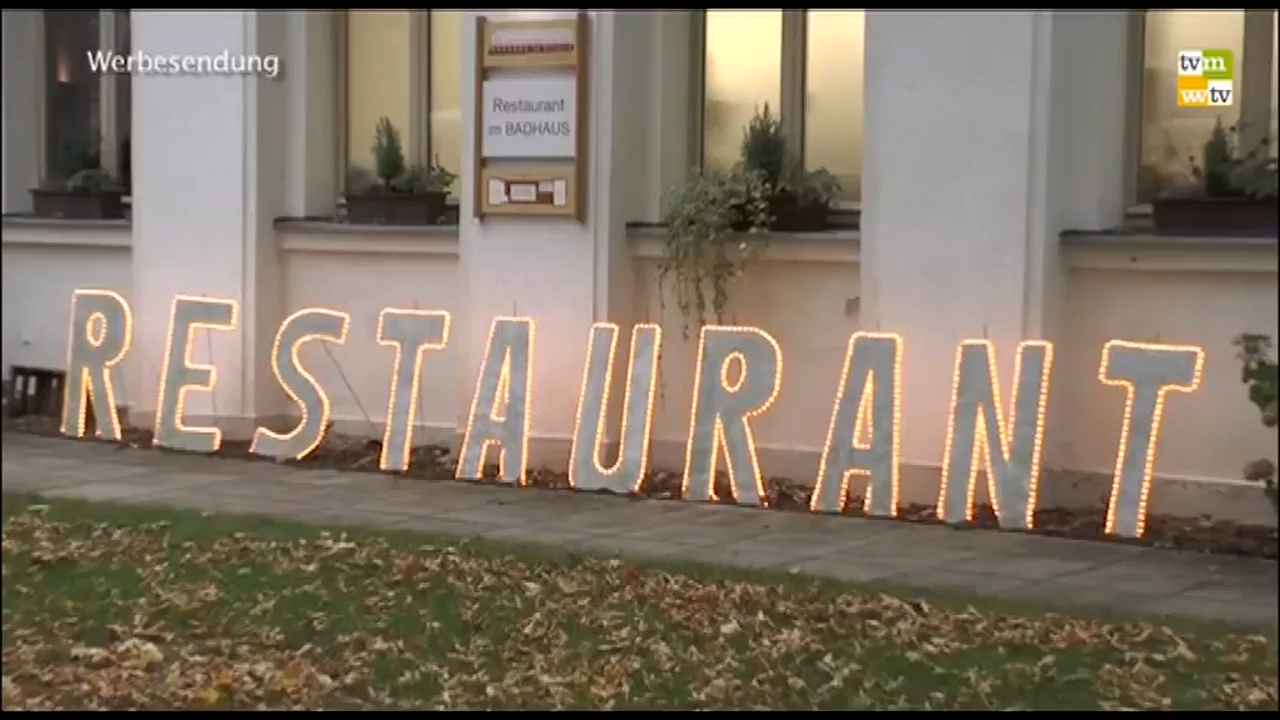 Werbesendung
tvm
wwtv
Restaurant
im BADHAUS
RESTAURANT